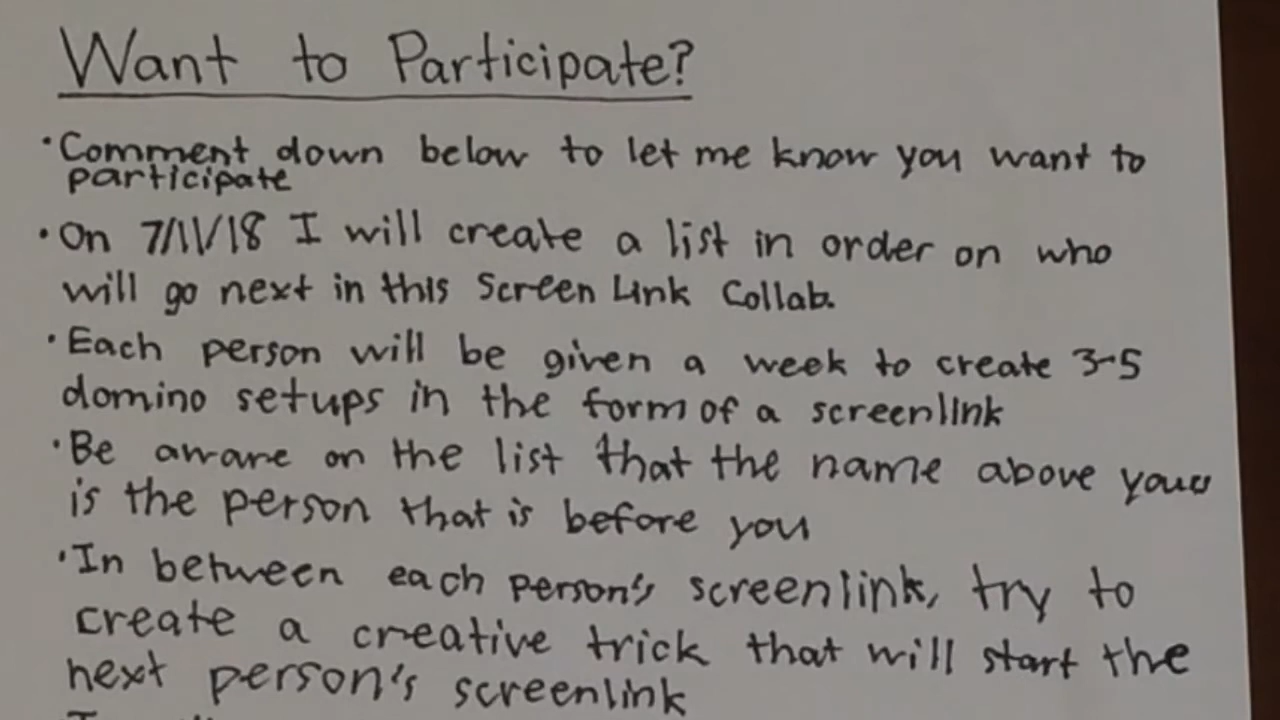 Want to Participate?
· Comment down below to let me know you want to
participate
· On 7/11/18 I will create a list in order on who
will go next in this Screen Link Collab.
· Each person will be given a week to create 3-5
domino setups in the form of a screenlink
· Be aware on the list that the name above yours
is the person that is before you
· In between each person's screenlink, try to
create a creative trick that will start the
next person's screenlink